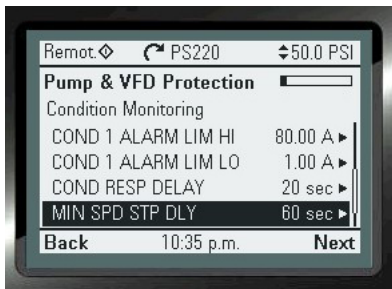 Remot. PS220 50.0 PSI
Pump & VFD Protection
Condition Monitoring
COND 1 ALARM LIM HI 80.00 A
COND 1 ALARM LIM LO 1.00 A
COND RESP DELAY 20 sec
MIN SPD STP DLY 60 sec
Back 10:35 p.m. Next